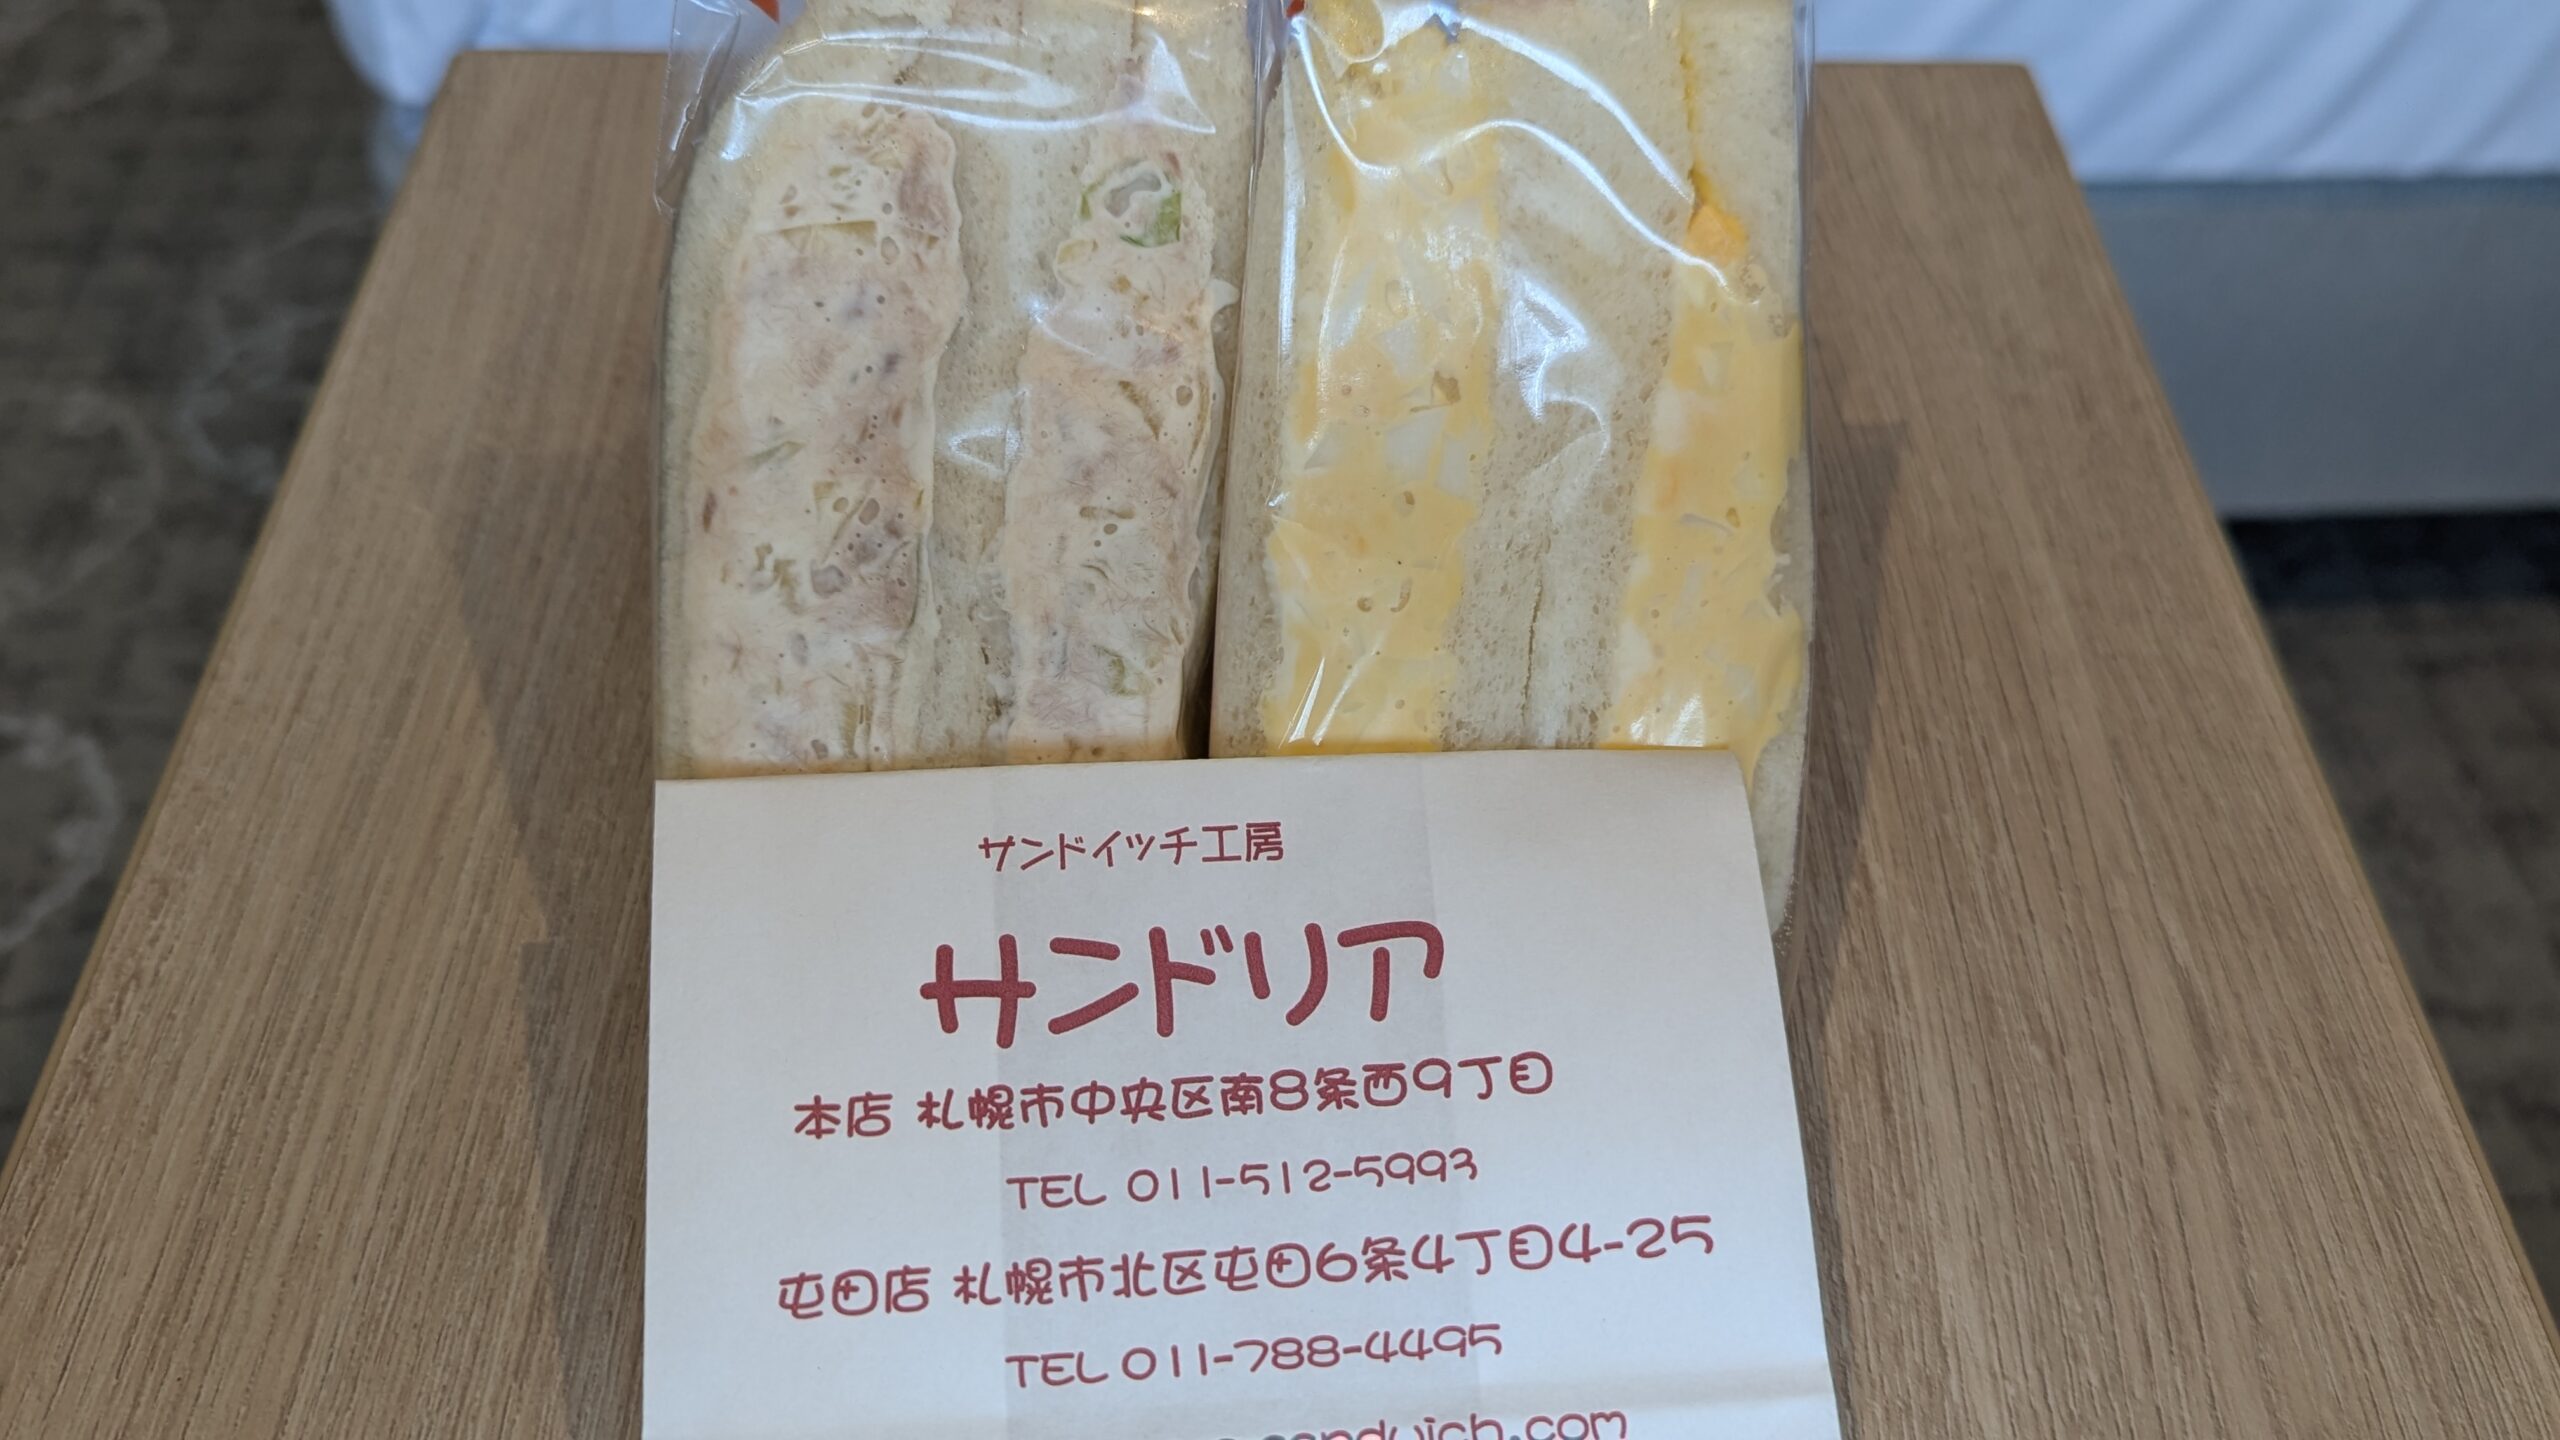 サンドイッチ工房
サンドリア
本店 札幌市中央区南8条西9丁目
TEL 011-512-5993
屯田店 札幌市北区屯田6条4丁目4-25
TEL 011-788-4495